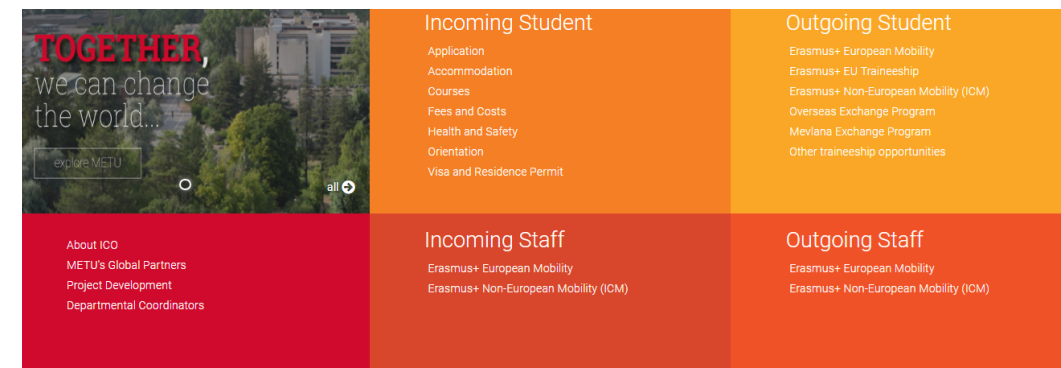 TOGETHER,
we can change
the world...
explore METU
all
Incoming Student
Application
Accommodation
Courses
Fees and Costs
Health and Safety
Orientation
Visa and Residence Permit
Outgoing Student
Erasmus+ European Mobility
Erasmus+ EU Traineeship
Erasmus+ Non-European Mobility (ICM)
Overseas Exchange Program
Mevlana Exchange Program
Other traineeship opportunities
About ICO
METU's Global Partners
Project Development
Departmental Coordinators
Incoming Staff
Erasmus+ European Mobility
Erasmus+ Non-European Mobility (ICM)
Outgoing Staff
Erasmus+ European Mobility
Erasmus+ Non-European Mobility (ICM)